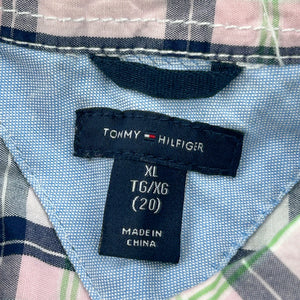 TOMMY HILFIGER
XL
TG/XG
(20)
MADE IN
CHINA